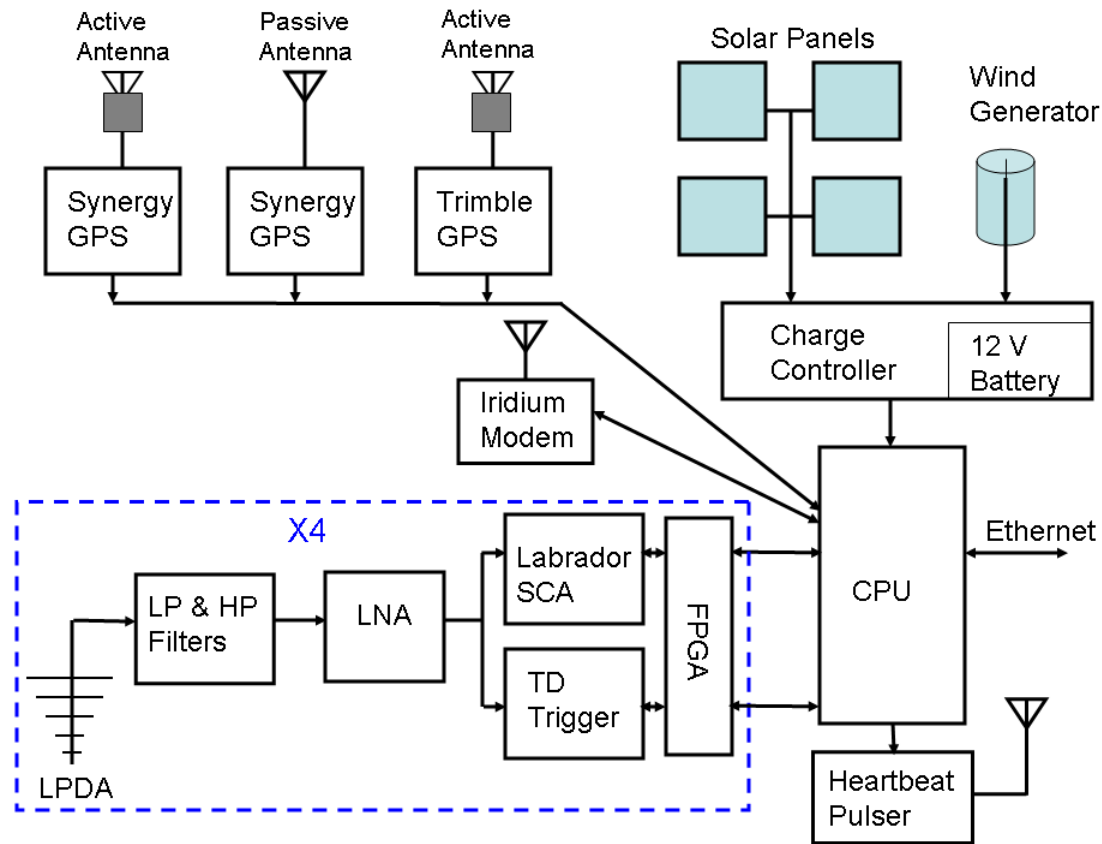 Active
Antenna
Passive
Antenna
Active
Antenna
Solar Panels
Wind
Generator
Synergy
GPS
Synergy
GPS
Trimble
GPS
Charge
Controller
12 V
Battery
Iridium
Modem
X4
Labrador
SCA
Ethernet
LP & HP
Filters
LNA
FPGA
CPU
TD
Trigger
LPDA
Heartbeat
Pulser